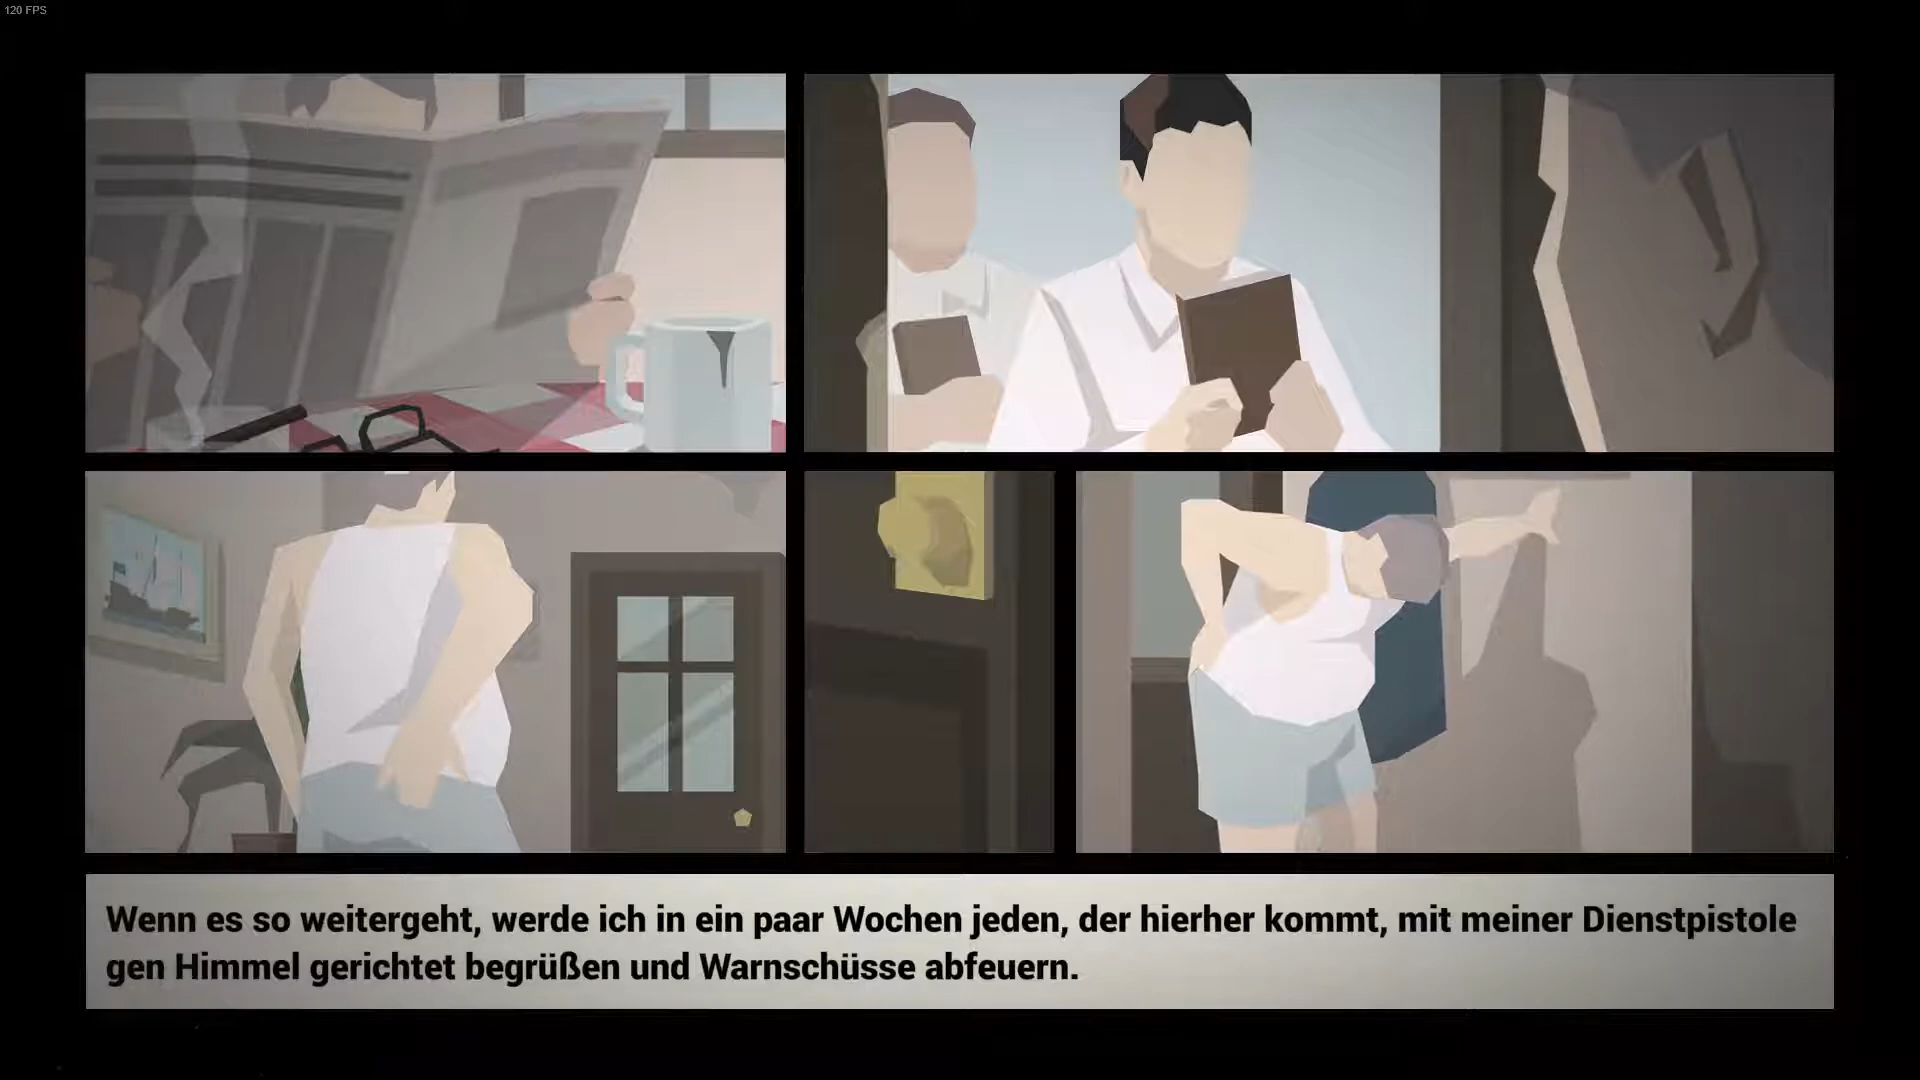 120 FPS
Wenn es so weitergeht, werde ich in ein paar Wochen jeden, der hierher kommt, mit meiner Dienstpistole
gen Himmel gerichtet begrüßen und Warnschüsse abfeuern.